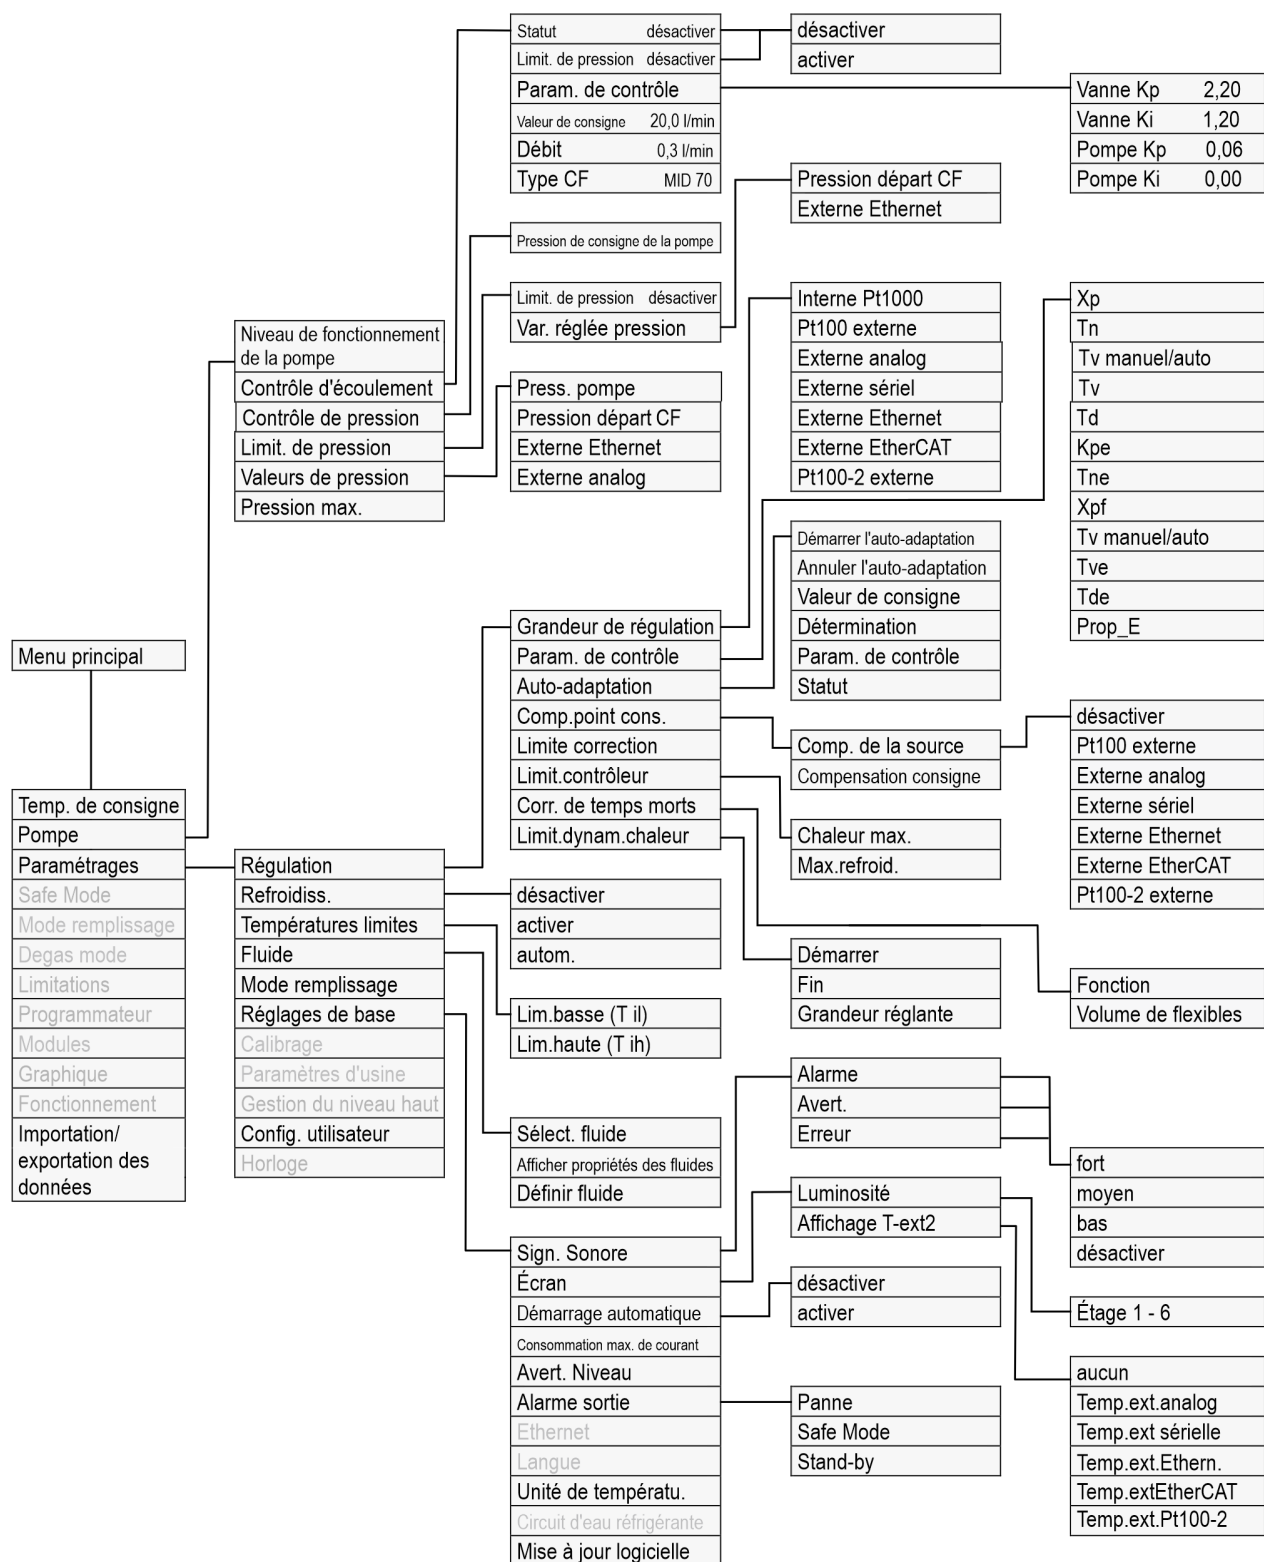 Statut désactiver
Limit. de pression désactiver
Param. de contrôle
Valeur de consigne 20,0 l/min
Débit 0,3 l/min
Type CF MID 70
désactiver
activer
Vanne Kp 2,20
Vanne Ki 1,20
Pompe Kp 0,06
Pompe Ki 0,00
Pression départ CF
Externe Ethernet
Pression de consigne de la pompe
Limit. de pression désactiver
Var. réglée pression
Niveau de fonctionnement
de la pompe
Contrôle d'écoulement
Contrôle de pression
Limit. de pression
Valeurs de pression
Pression max.
Press. pompe
Pression départ CF
Externe Ethernet
Externe analog
Interne Pt1000
Pt100 externe
Externe analog
Externe sériel
Externe Ethernet
Externe EtherCAT
Pt100-2 externe
Xp
Tn
Tv manuel/auto
Tv
Td
Kpe
Tne
Xpf
Tv manuel/auto
Tve
Tde
Prop_E
Démarrer l'auto-adaptation
Annuler l'auto-adaptation
Valeur de consigne
Détermination
Param. de contrôle
Statut
Grandeur de régulation
Param. de contrôle
Auto-adaptation
Comp.point cons.
Limite correction
Limit.contrôleur
Corr. de temps morts
Limit.dynam.chaleur
Comp. de la source
Compensation consigne
désactiver
Pt100 externe
Externe analog
Externe sériel
Externe Ethernet
Externe EtherCAT
Pt100-2 externe
Chaleur max.
Max.refroid.
Menu principal
Temp. de consigne
Pompe
Paramétrages
Safe Mode
Mode remplissage
Degas mode
Limitations
Programmateur
Modules
Graphique
Fonctionnement
Importation/
exportation des
données
Régulation
Refroidiss.
Températures limites
Fluide
Mode remplissage
Réglages de base
Calibrage
Paramètres d'usine
Gestion du niveau haut
Config. utilisateur
Horloge
désactiver
activer
autom.
Démarrer
Fin
Grandeur réglante
Fonction
Volume de flexibles
Lim.basse (T il)
Lim.haute (T ih)
Sélect. fluide
Afficher propriétés des fluides
Définir fluide
Alarme
Avert.
Erreur
fort
moyen
bas
désactiver
Luminosité
Affichage T-ext2
Sign. Sonore
Écran
Démarrage automatique
Consommation max. de courant
Avert. Niveau
Alarme sortie
Ethernet
Langue
Unité de températu.
Circuit d'eau réfrigérante
Mise à jour logicielle
désactiver
activer
Étage 1 - 6
Panne
Safe Mode
Stand-by
aucun
Temp.ext.analog
Temp.ext sérielle
Temp.ext.Ethern.
Temp.extEtherCAT
Temp.ext.Pt100-2